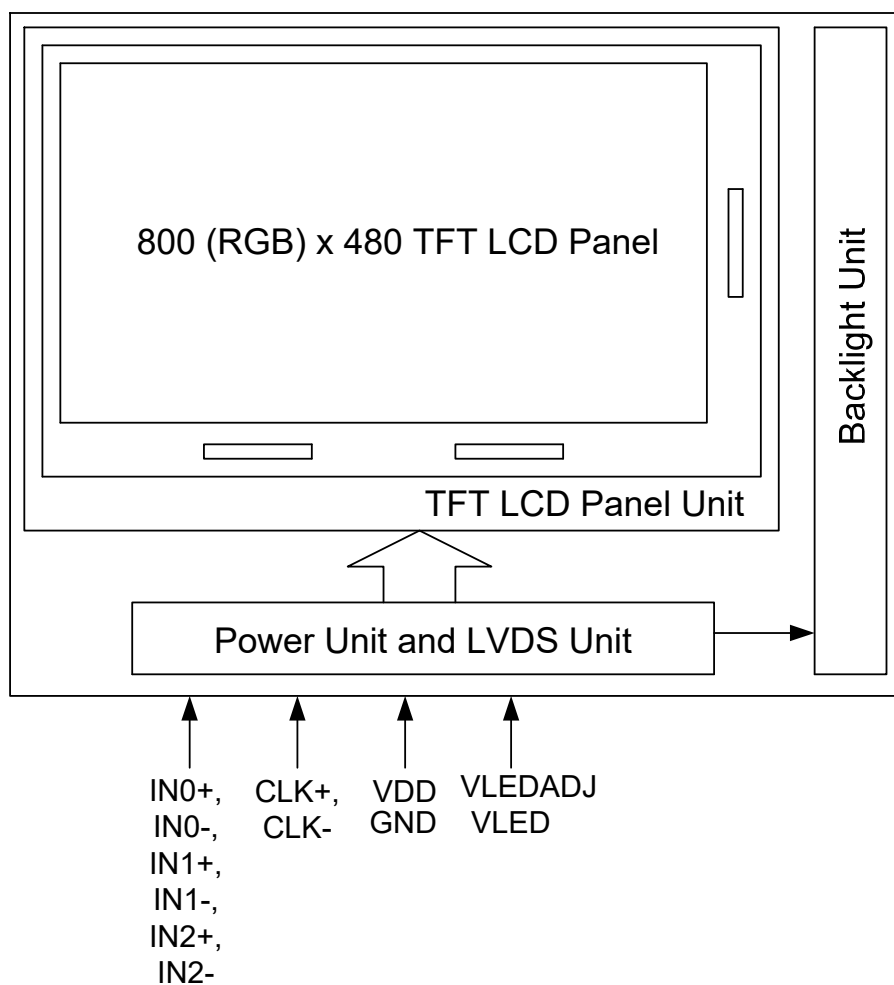 800 (RGB) x 480 TFT LCD Panel
Backlight Unit
TFT LCD Panel Unit
Power Unit and LVDS Unit
IN0+,
IN0-,
IN1+,
IN1-,
IN2+,
IN2-
CLK+,
CLK-
VDD
GND
VLEDADJ
VLED